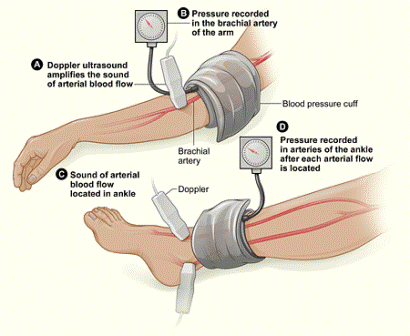 B Pressure recorded
in the brachial artery
of the arm
A Doppler ultrasound
amplifies the sound
of arterial blood flow
Blood pressure cuff
Brachial
artery
D
Pressure recorded
in arteries of the ankle
after each arterial flow
is located
C Sound of arterial
blood flow
located in ankle
Doppler